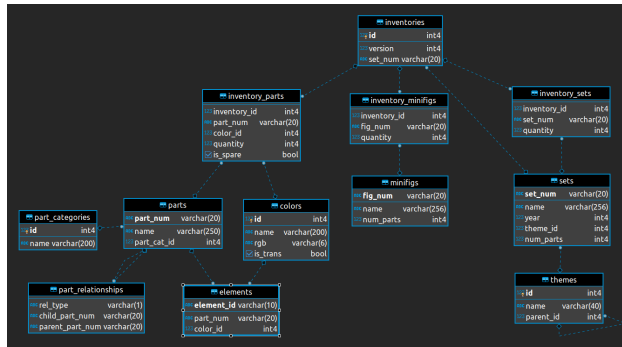 inventories
id int4
version int4
set_num varchar(20)
inventory_parts
inventory_id int4
part_num varchar(20)
color_id int4
quantity int4
is_spare bool
inventory_minifigs
inventory_id int4
fig_num varchar(20)
quantity int4
inventory_sets
inventory_id int4
set_num varchar(20)
quantity int4
minifigs
fig_num varchar(20)
name varchar(256)
num_parts int4
sets
set_num varchar(20)
name varchar(256)
year int4
theme_id int4
num_parts int4
part_categories
id int4
name varchar(200)
parts
part_num varchar(20)
name varchar(250)
part_cat_id int4
colors
id int4
name varchar(200)
rgb varchar(6)
is_trans bool
part_relationships
rel_type varchar(1)
child_part_num varchar(20)
parent_part_num varchar(20)
elements
element_id varchar(10)
part_num varchar(20)
color_id int4
themes
id int4
name varchar(40)
parent_id int4